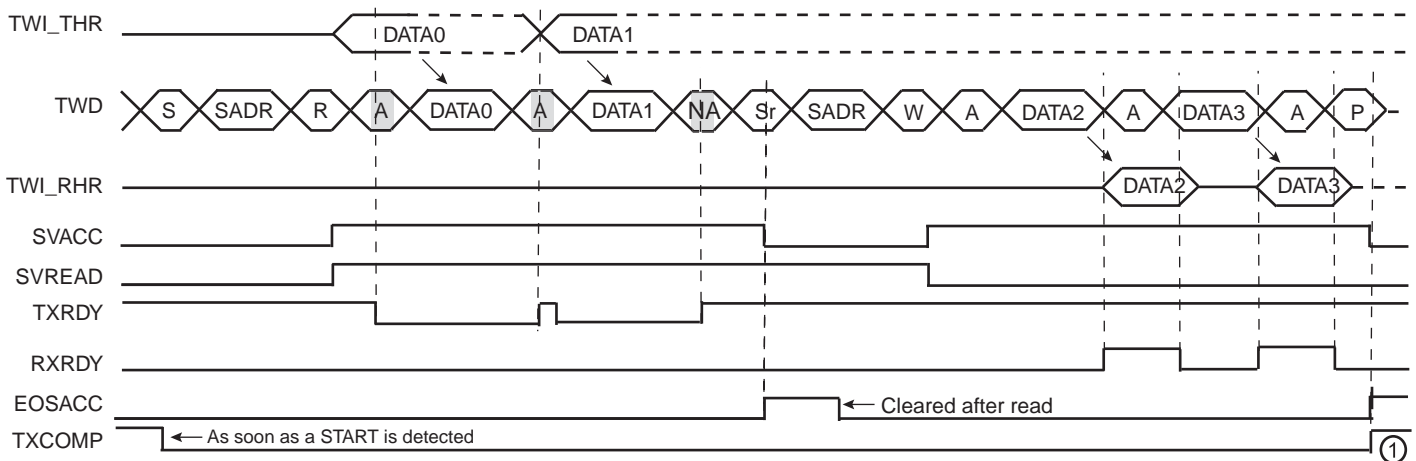 TWI_THR DATA0 DATA1
TWD S SADR R A DATA0 A DATA1 NA Sr SADR W A DATA2 A DATA3 A P
TWI_RHR DATA2 DATA3
SVACC
SVREAD
TXRDY
RXRDY
EOSACC Cleared after read
TXCOMP As soon as a START is detected 1